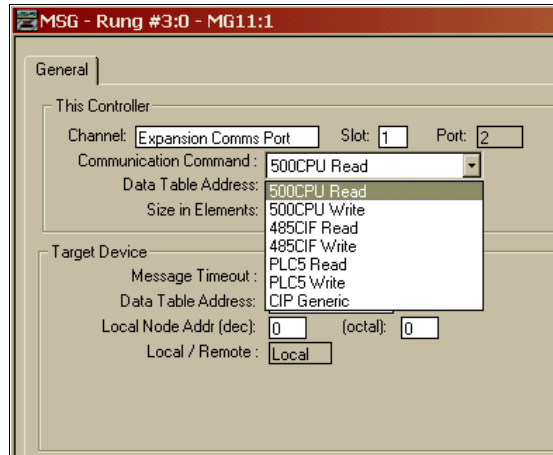 MSG - Rung #3:0 - MG11:1
General
This Controller
Channel: Expansion Comms Port Slot: 1 Port: 2
Communication Command : 500CPU Read
Data Table Address:
500CPU Read
Size in Elements:
500CPU Write
485CIF Read
485CIF Write
PLC5 Read
PLC5 Write
CIP Generic
Target Device
Message Timeout :
Data Table Address:
Local Node Addr (dec): 0 (octal): 0
Local / Remote : Local